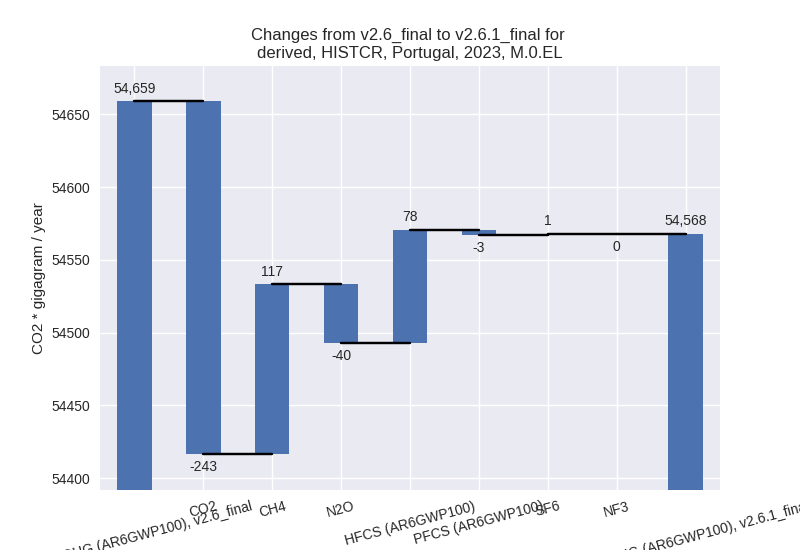 Changes from v2.6_final to v2.6.1_final for
derived, HISTCR, Portugal, 2023, M.0.EL
CO2 * gigagram / year
54650
54600
54550
54500
54450
54400
54,659
-243
117
-40
78
-3
1
0
54,568
(AR6GWP100), v2.6_final
CO2
CH4
N2O
HFCS (AR6GWP100)
PFCS (AR6GWP100)
SF6
NF3
(AR6GWP100), v2.6.1_final